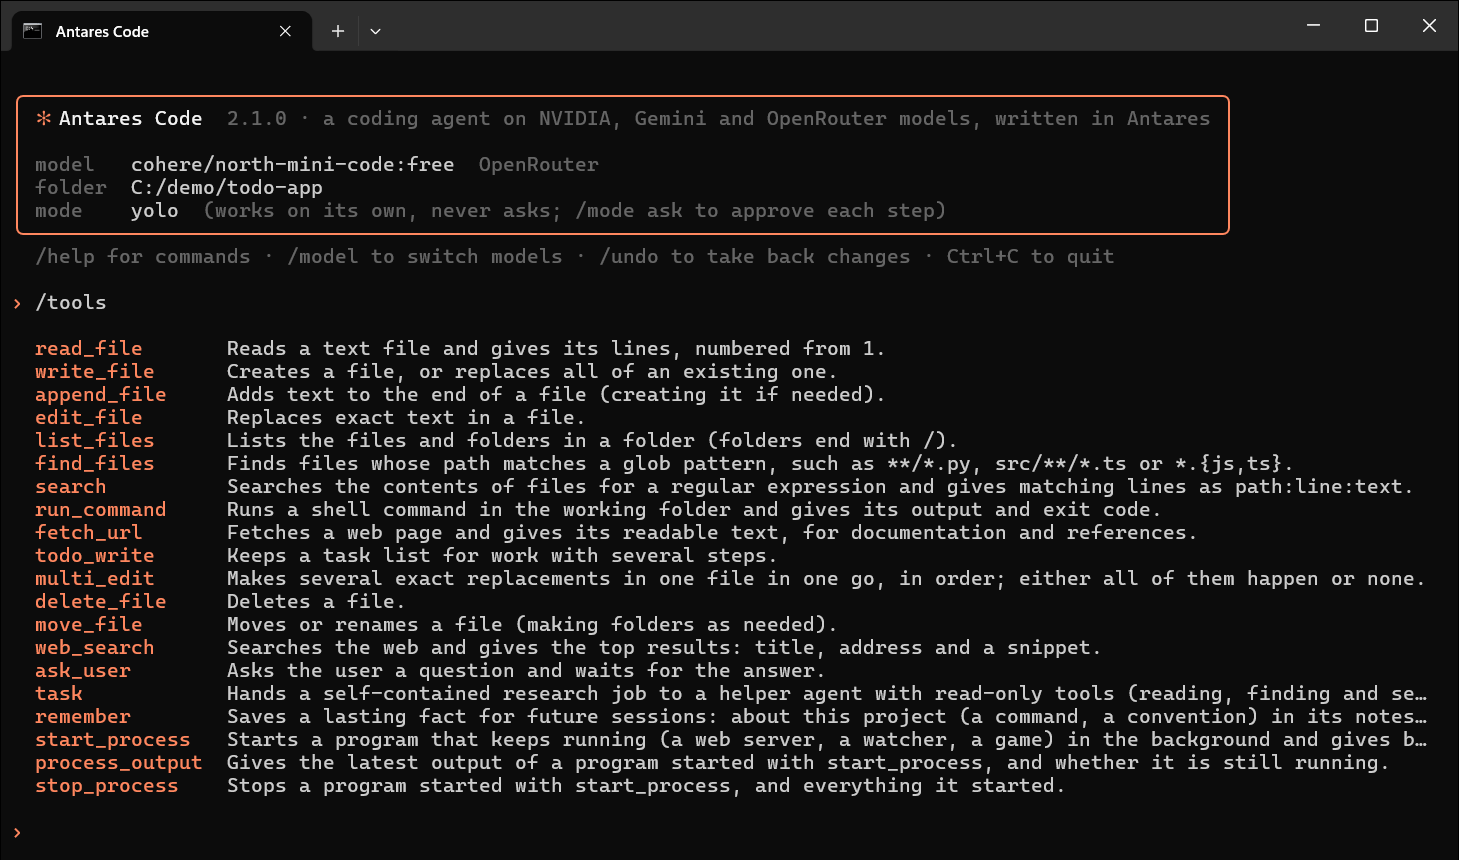 Antares Code
✻ Antares Code 2.1.0 · a coding agent on NVIDIA, Gemini and OpenRouter models, written in Antares
model cohere/north-mini-code:free OpenRouter
folder C:/demo/todo-app
mode yolo (works on its own, never asks; /mode ask to approve each step)
/help for commands · /model to switch models · /undo to take back changes · Ctrl+C to quit
› /tools
read_file Reads a text file and gives its lines, numbered from 1.
write_file Creates a file, or replaces all of an existing one.
append_file Adds text to the end of a file (creating it if needed).
edit_file Replaces exact text in a file.
list_files Lists the files and folders in a folder (folders end with /).
find_files Finds files whose path matches a glob pattern, such as **/*.py, src/**/*.ts or *.{js,ts}.
search Searches the contents of files for a regular expression and gives matching lines as path:line:text.
run_command Runs a shell command in the working folder and gives its output and exit code.
fetch_url Fetches a web page and gives its readable text, for documentation and references.
todo_write Keeps a task list for work with several steps.
multi_edit Makes several exact replacements in one file in one go, in order; either all of them happen or none.
delete_file Deletes a file.
move_file Moves or renames a file (making folders as needed).
web_search Searches the web and gives the top results: title, address and a snippet.
ask_user Asks the user a question and waits for the answer.
task Hands a self-contained research job to a helper agent with read-only tools (reading, finding and se…
remember Saves a lasting fact for future sessions: about this project (a command, a convention) in its notes…
start_process Starts a program that keeps running (a web server, a watcher, a game) in the background and gives b…
process_output Gives the latest output of a program started with start_process, and whether it is still running.
stop_process Stops a program started with start_process, and everything it started.
›